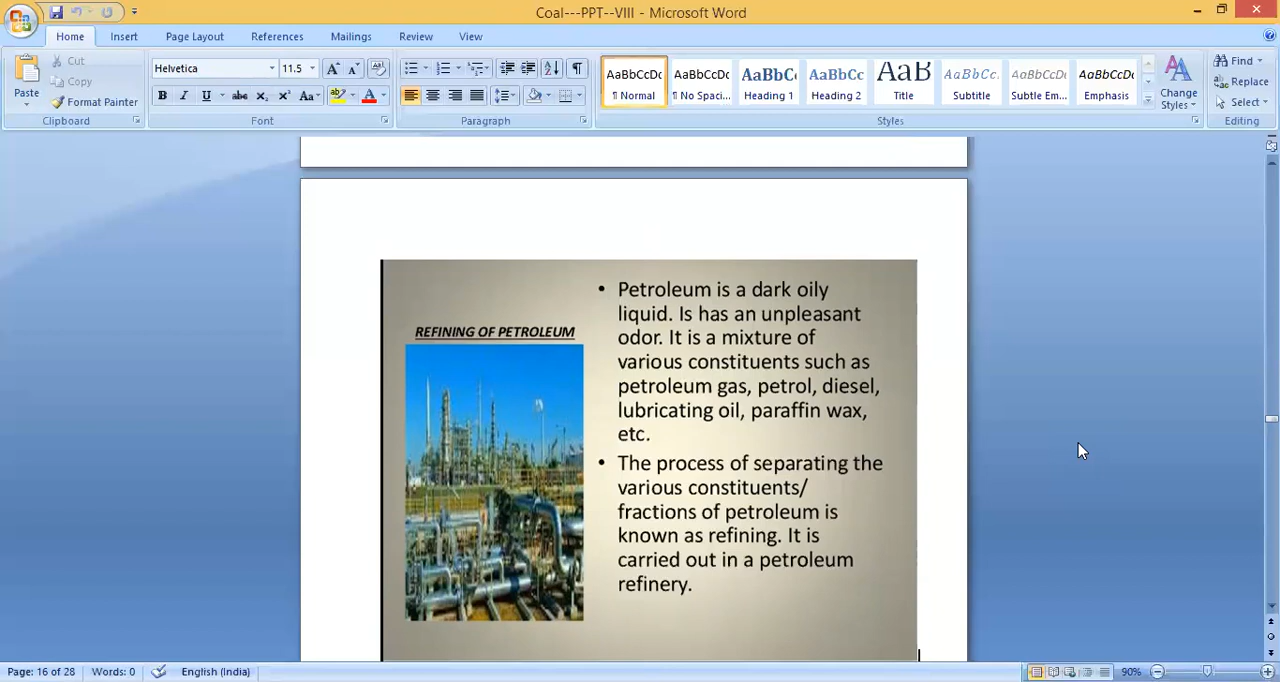 Coal---PPT--VIII - Microsoft Word
Home Insert Page Layout References Mailings Review View
Paste
Cut
Copy
Format Painter
Clipboard
Helvetica 11.5
B I U abc X₂ X² Aa
Font
Paragraph
AaBbCcDc AaBbCcDc AaBbC AaBbCc AaB AaBbCc. AaBbCcDc AaBbCcDc
¶ Normal ¶ No Spaci... Heading 1 Heading 2 Title Subtitle Subtle Em... Emphasis
Change
Styles
Styles
Find
Replace
Select
Editing
REFINING OF PETROLEUM
• Petroleum is a dark oily
liquid. Is has an unpleasant
odor. It is a mixture of
various constituents such as
petroleum gas, petrol, diesel,
lubricating oil, paraffin wax,
etc.
• The process of separating the
various constituents/
fractions of petroleum is
known as refining. It is
carried out in a petroleum
refinery.
Page: 16 of 28 Words: 0 English (India) 90%